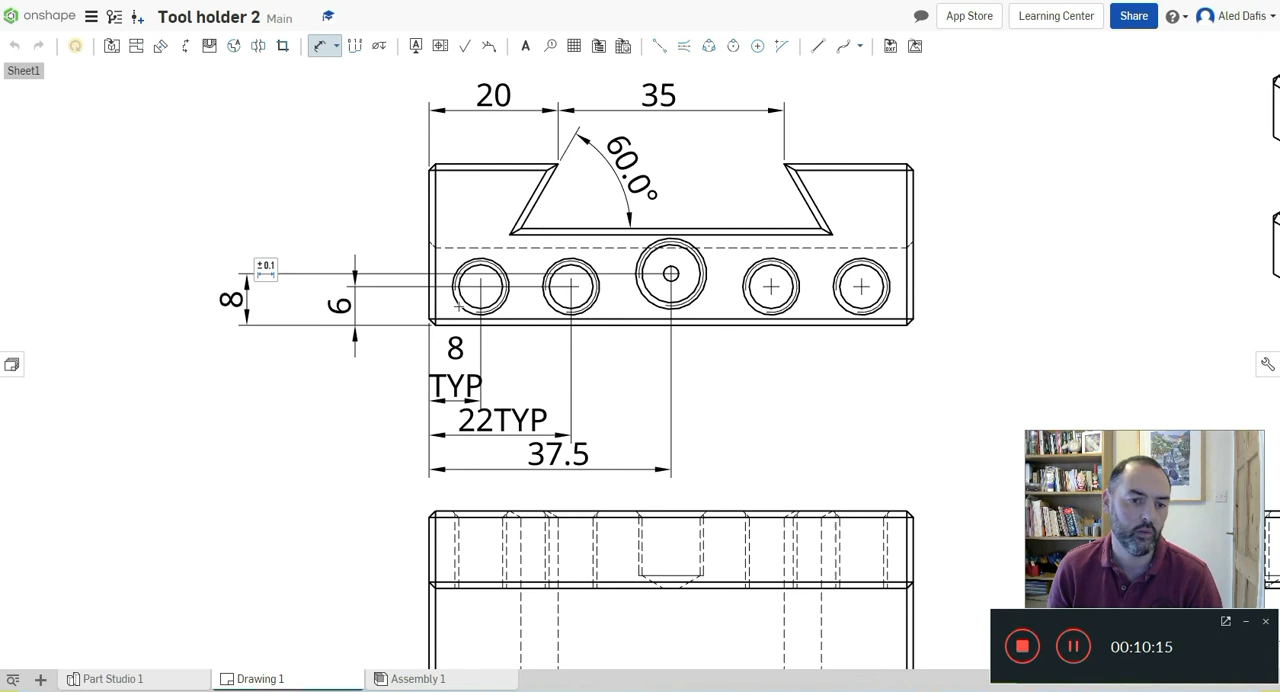 onshape
Tool holder 2 Main
App Store
Learning Center
Share
Aled Dafis
A
A
DXF
Sheet1
20
35
60.0°
± 0.1
8
6
8
TYP
22TYP
37.5
00:10:15
Part Studio 1
Drawing 1
Assembly 1